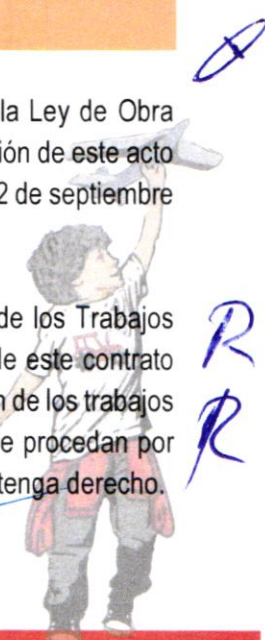 la Ley de Obra
ión de este acto
2 de septiembre
de los Trabajos
le este contrato
n de los trabajos
e procedan por
tenga derecho.
R
R